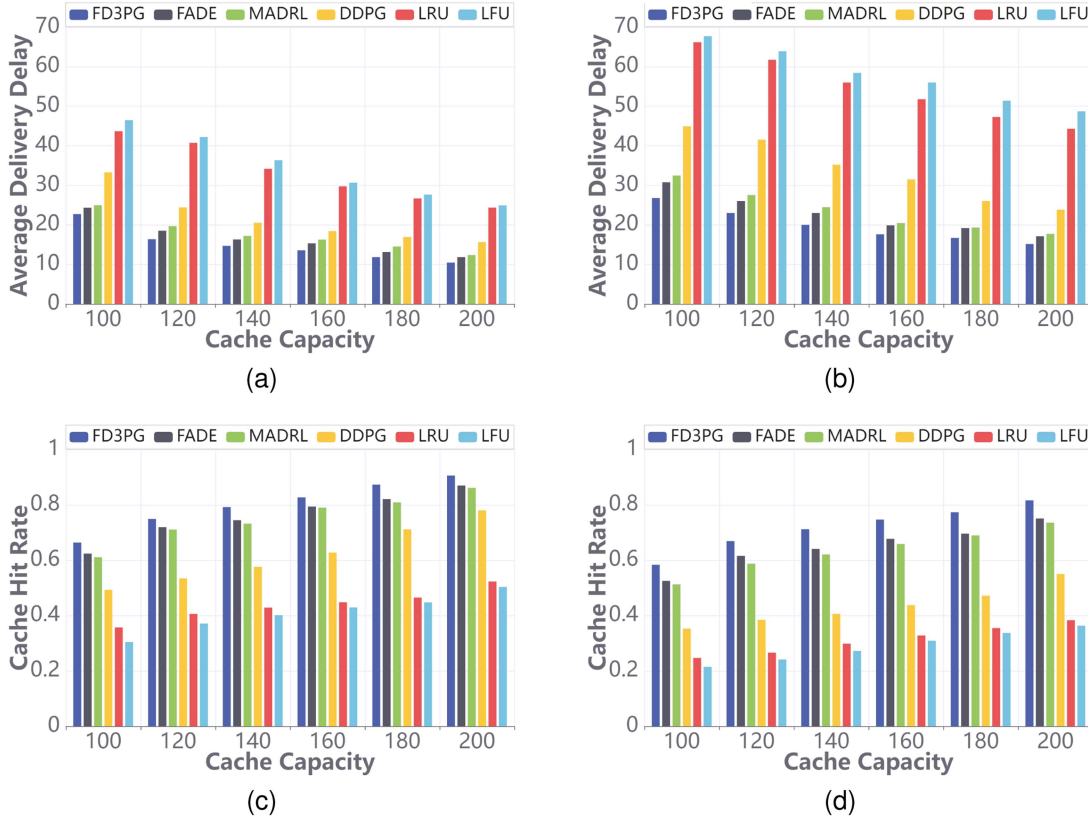 FD3PG FADE MADRL DDPG LRU LFU
70
60
50
40
30
20
10
0
Average Delivery Delay
100 120 140 160 180 200
Cache Capacity
(a)
FD3PG FADE MADRL DDPG LRU LFU
70
60
50
40
30
20
10
0
Average Delivery Delay
100 120 140 160 180 200
Cache Capacity
(b)
FD3PG FADE MADRL DDPG LRU LFU
1
0.8
0.6
0.4
0.2
0
Cache Hit Rate
100 120 140 160 180 200
Cache Capacity
(c)
FD3PG FADE MADRL DDPG LRU LFU
1
0.8
0.6
0.4
0.2
0
Cache Hit Rate
100 120 140 160 180 200
Cache Capacity
(d)